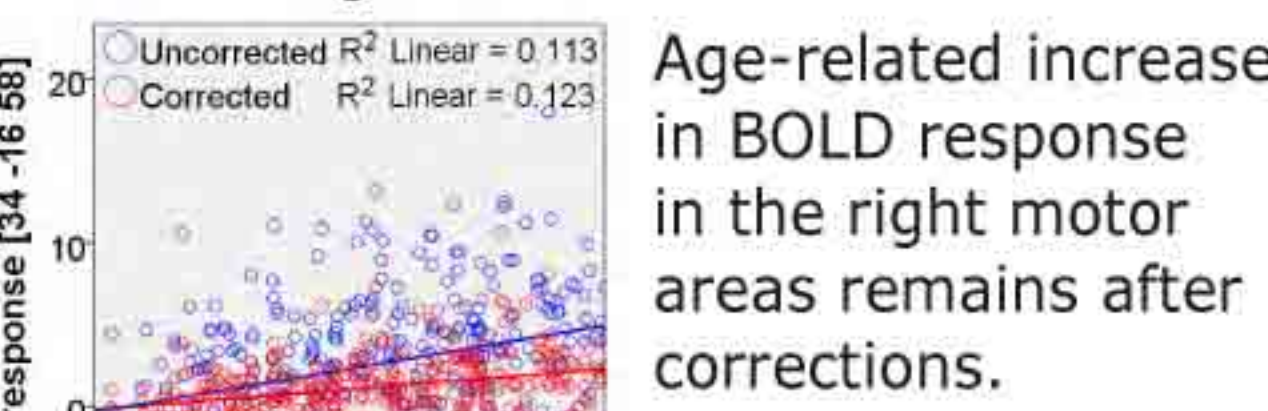 Uncorrected R² Linear = 0.113
Corrected R² Linear = 0.123
20
10
0
response [34 -16 58]
Age-related increase
in BOLD response
in the right motor
areas remains after
corrections.